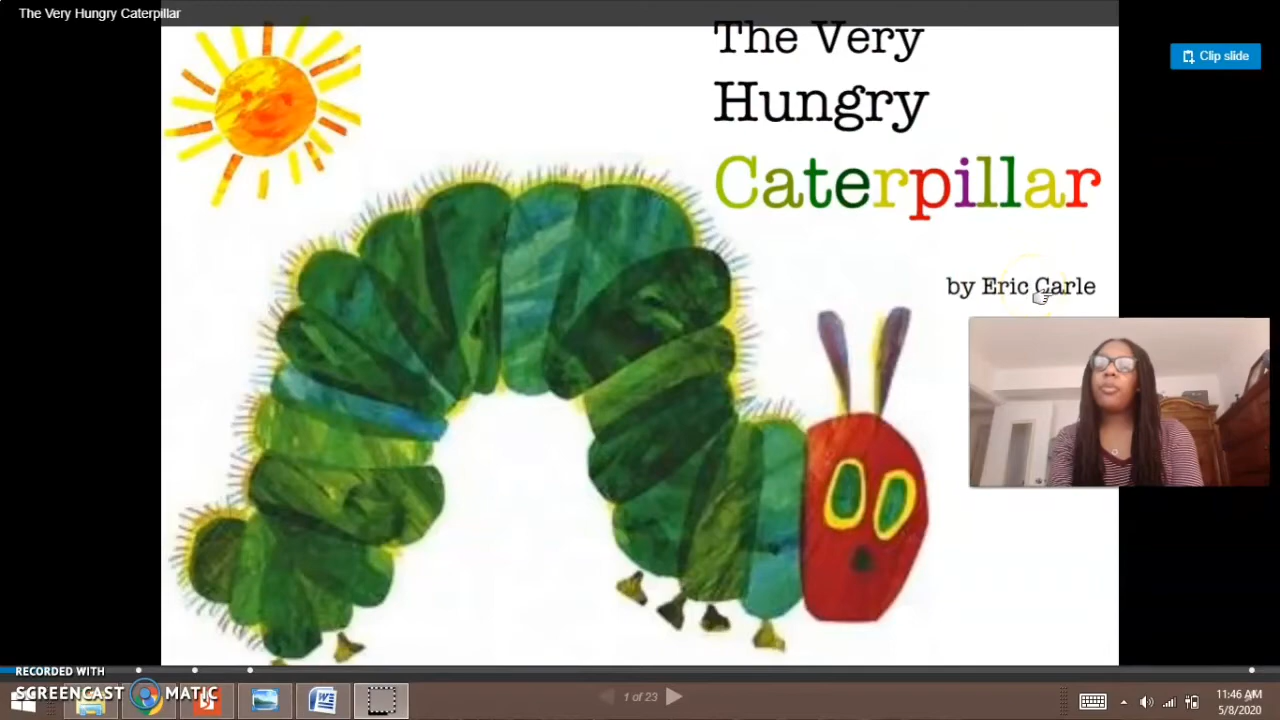 The Very Hungry Caterpillar
Clip slide
The Very
Hungry
Caterpillar
by Eric Carle
RECORDED WITH
SCREENCAST MATIC
1 of 23
11:46 AM
5/8/2020